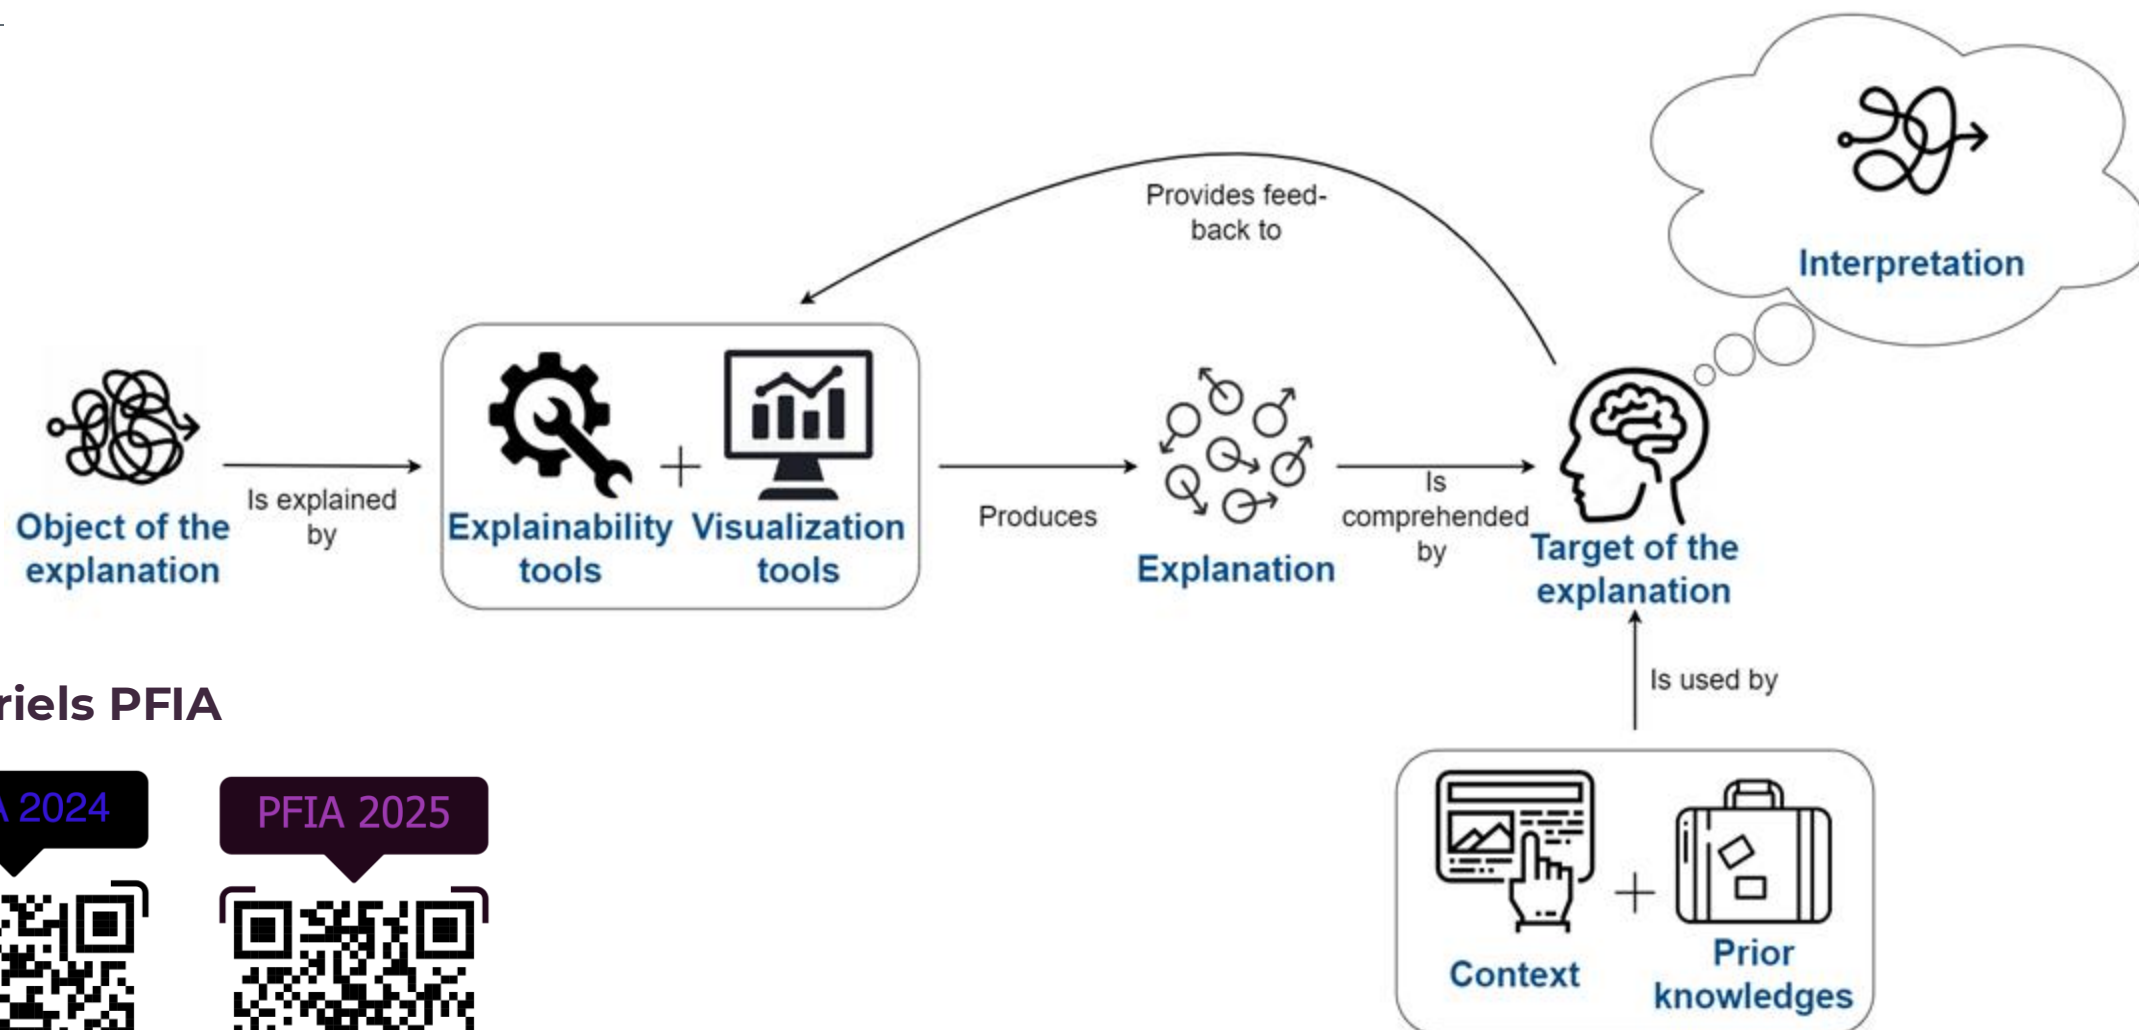 Provides feed-
back to
Interpretation
Is explained
by
Object of the
explanation
Explainability
tools
Visualization
tools
Produces
Explanation
Is
comprehended
by
Target of the
explanation
Is used by
Context
Prior
knowledges
riels PFIA
2024
PFIA 2025